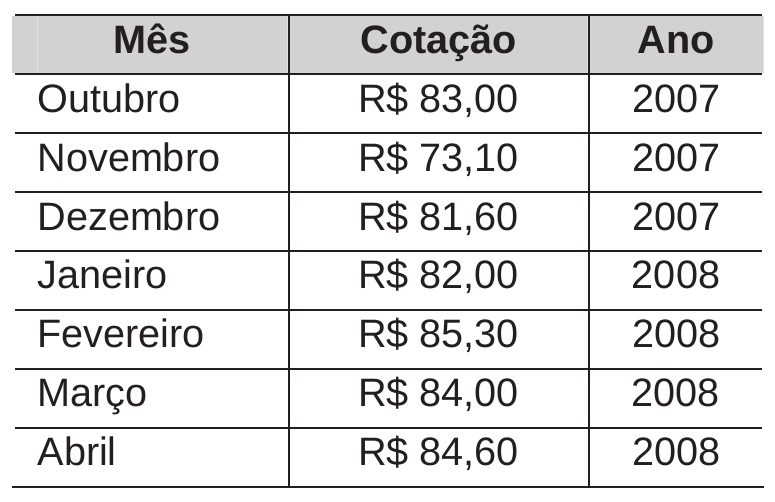 Mês Cotação Ano
Outubro R$ 83,00 2007
Novembro R$ 73,10 2007
Dezembro R$ 81,60 2007
Janeiro R$ 82,00 2008
Fevereiro R$ 85,30 2008
Março R$ 84,00 2008
Abril R$ 84,60 2008